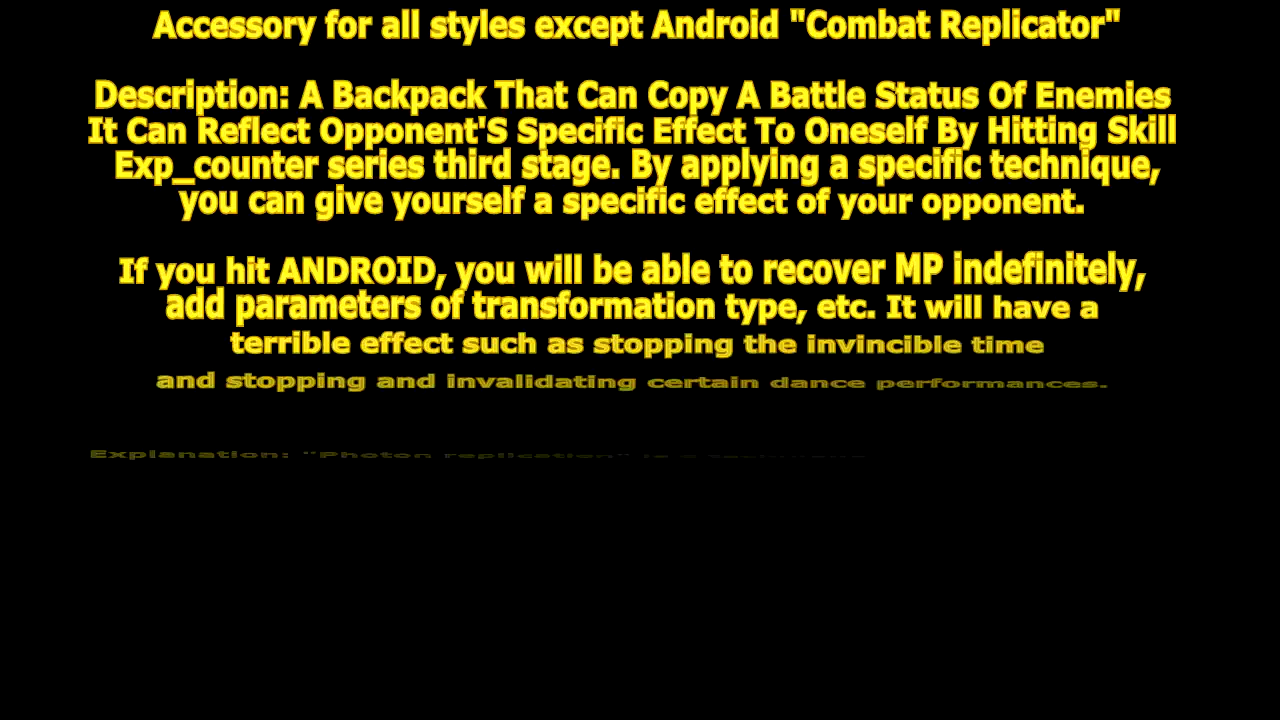 Accessory for all styles except Android "Combat Replicator"
Description: A Backpack That Can Copy A Battle Status Of Enemies
It Can Reflect Opponent'S Specific Effect To Oneself By Hitting Skill
Exp_counter series third stage. By applying a specific technique,
you can give yourself a specific effect of your opponent.
If you hit ANDROID, you will be able to recover MP indefinitely,
add parameters of transformation type, etc. It will have a
terrible effect such as stopping the invincible time
and stopping and invalidating certain dance performances.
Explanation: "Photon replication" is a